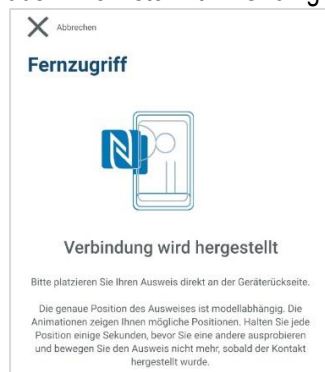 Abbrechen
Fernzugriff
Verbindung wird hergestellt
Bitte platzieren Sie Ihren Ausweis direkt an der Geräterückseite.
Die genaue Position des Ausweises ist modellabhängig. Die
Animationen zeigen Ihnen mögliche Positionen. Halten Sie jede
Position einige Sekunden, bevor Sie eine andere ausprobieren
und bewegen Sie den Ausweis nicht mehr, sobald der Kontakt
hergestellt wurde.